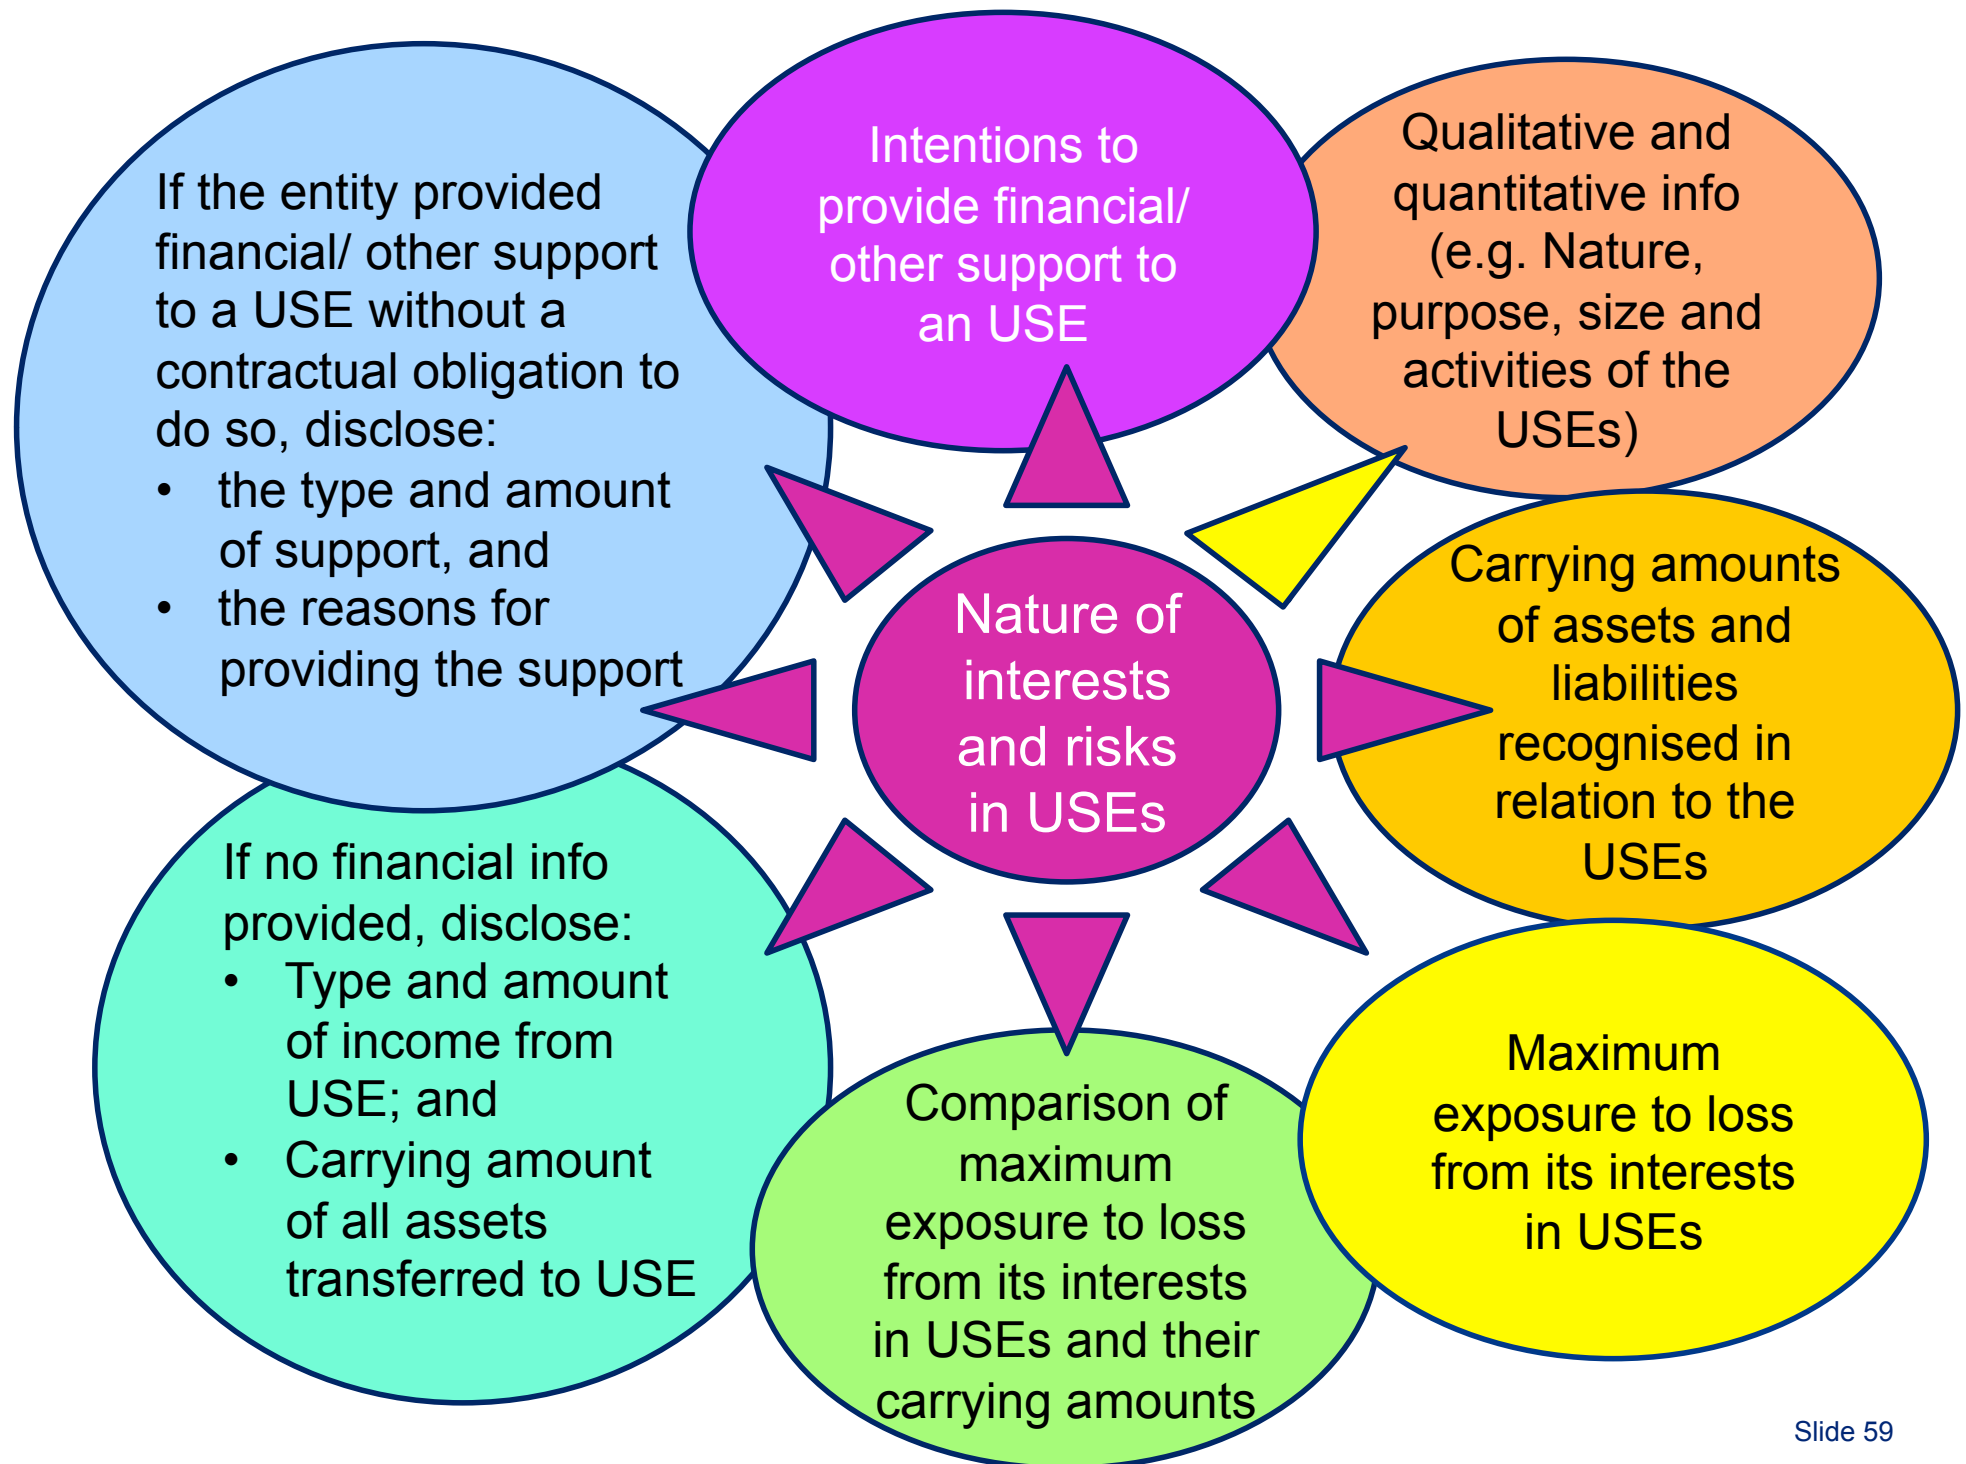 If the entity provided
financial/ other support
to a USE without a
contractual obligation to
do so, disclose:
• the type and amount
of support, and
• the reasons for
providing the support
Intentions to
provide financial/
other support to
an USE
Qualitative and
quantitative info
(e.g. Nature,
purpose, size and
activities of the
USEs)
Nature of
interests
and risks
in USEs
Carrying amounts
of assets and
liabilities
recognised in
relation to the
USEs
If no financial info
provided, disclose:
• Type and amount
of income from
USE; and
• Carrying amount
of all assets
transferred to USE
Comparison of
maximum
exposure to loss
from its interests
in USEs and their
carrying amounts
Maximum
exposure to loss
from its interests
in USEs
Slide 59